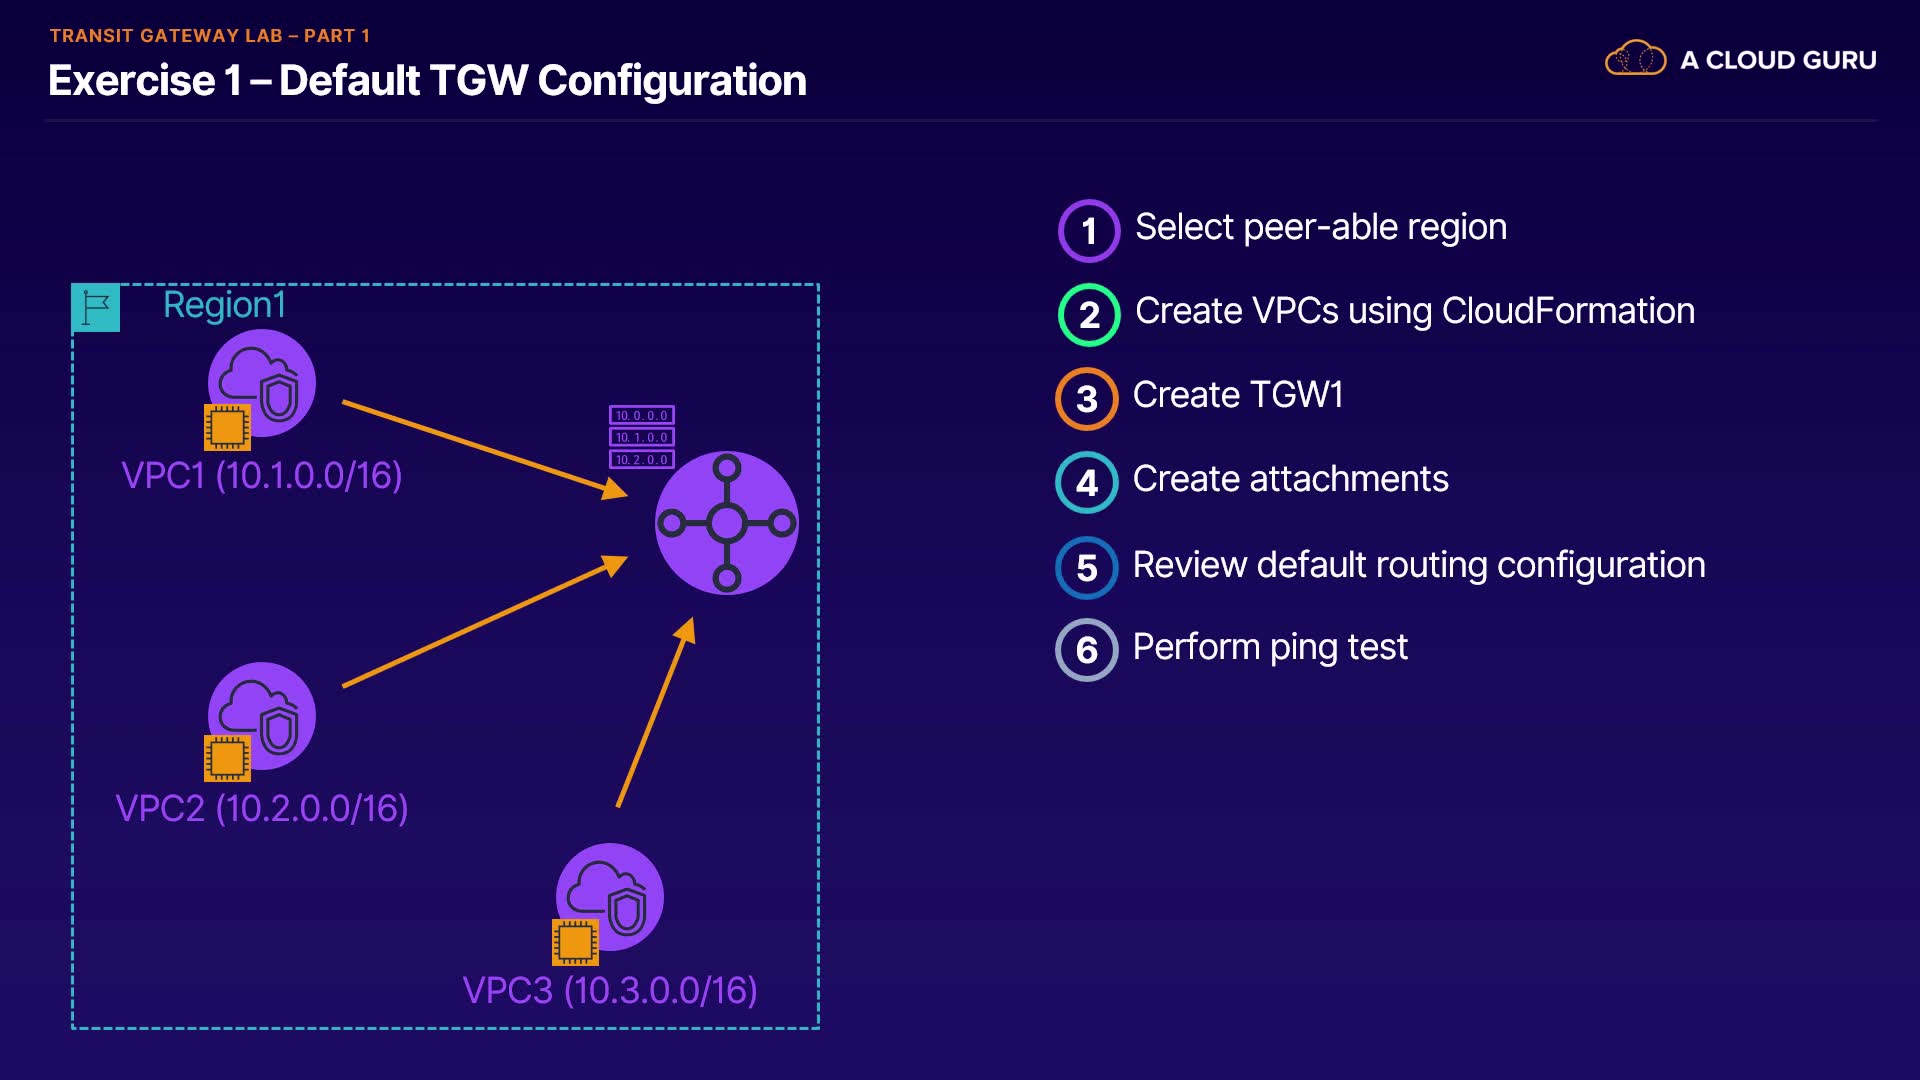 TRANSIT GATEWAY LAB – PART 1
Exercise 1 – Default TGW Configuration
A CLOUD GURU
Region1
VPC1 (10.1.0.0/16)
10.0.0.0
10.1.0.0
10.2.0.0
VPC2 (10.2.0.0/16)
VPC3 (10.3.0.0/16)
1 Select peer-able region
2 Create VPCs using CloudFormation
3 Create TGW1
4 Create attachments
5 Review default routing configuration
6 Perform ping test